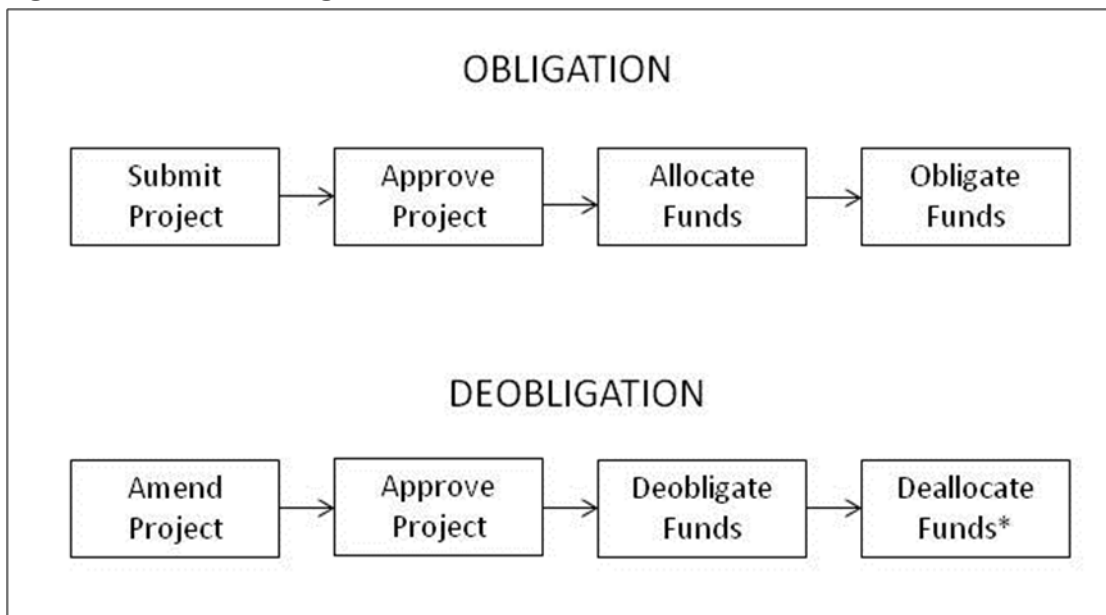 OBLIGATION
Submit
Project
Approve
Project
Allocate
Funds
Obligate
Funds
DEOBLIGATION
Amend
Project
Approve
Project
Deobligate
Funds
Deallocate
Funds*